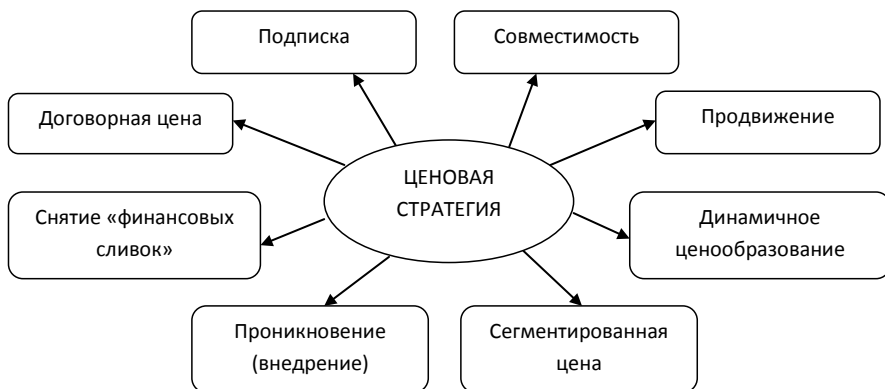 Подписка
Совместимость
Договорная цена
Продвижение
ЦЕНОВАЯ
СТРАТЕГИЯ
Снятие «финансовых
сливок»
Динамичное
ценообразование
Проникновение
(внедрение)
Сегментированная
цена